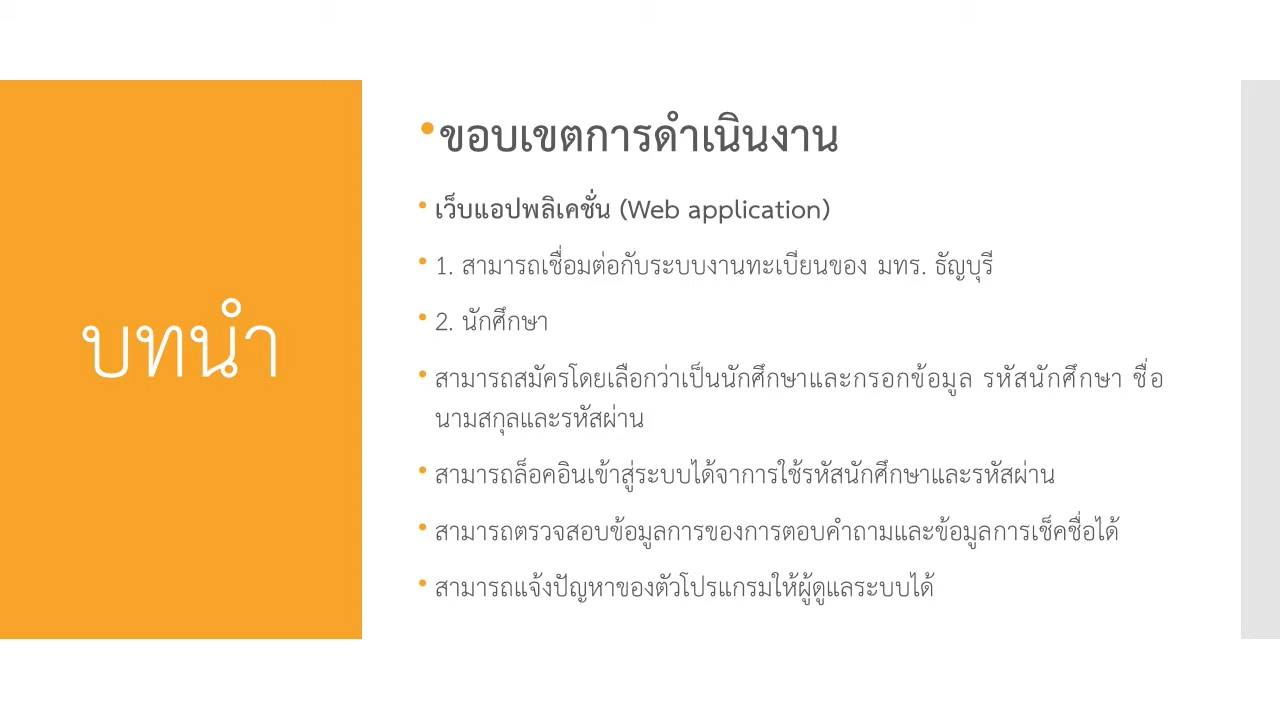 บทนำ
•ขอบเขตการดำเนินงาน
• เว็บแอปพลิเคชั่น (Web application)
• 1. สามารถเชื่อมต่อกับระบบงานทะเบียนของ มทร. ธัญบุรี
• 2. นักศึกษา
• สามารถสมัครโดยเลือกว่าเป็นนักศึกษาและกรอกข้อมูล รหัสนักศึกษา ชื่อ
นามสกุลและรหัสผ่าน
• สามารถล็อคอินเข้าสู่ระบบได้จาการใช้รหัสนักศึกษาและรหัสผ่าน
• สามารถตรวจสอบข้อมูลการของการตอบคำถามและข้อมูลการเช็คชื่อได้
• สามารถแจ้งปัญหาของตัวโปรแกรมให้ผู้ดูแลระบบได้